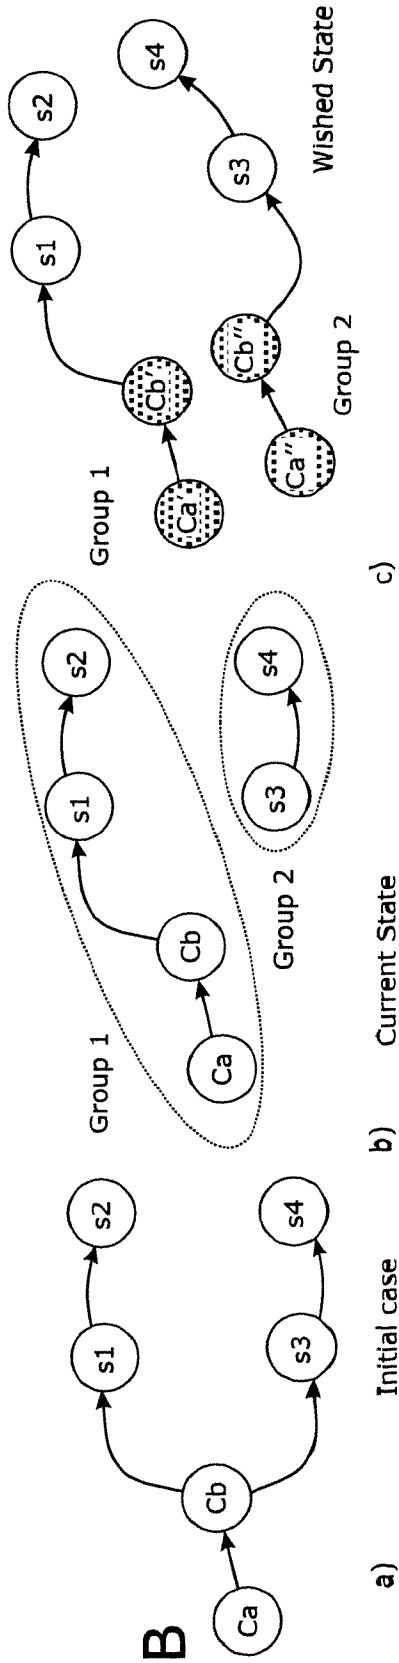 B
Ca
Cb
s1
s2
s3
s4
a)
Initial case
Group 1
Ca
Cb
s1
s2
Group 2
s3
s4
b)
Current State
Group 1
Ca'
Cb'
s1
s2
Ca''
Cb''
s3
s4
Group 2
c)
Wished State